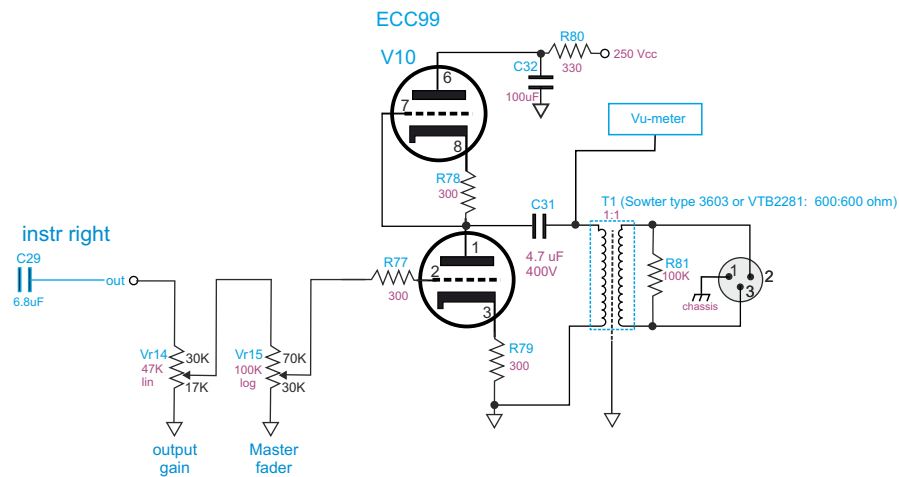 ECC99
V10
R80
330
250 Vcc
C32
100uF
6
7
8
Vu-meter
R78
300
C31
4.7 uF
400V
T1 (Sowter type 3603 or VTB2281: 600:600 ohm)
1:1
instr right
C29
6.8uF
out
R77
300
1
2
3
R81
100K
1
2
3
chassis
R79
300
Vr14
47K
lin
30K
17K
Vr15
100K
log
70K
30K
output
gain
Master
fader